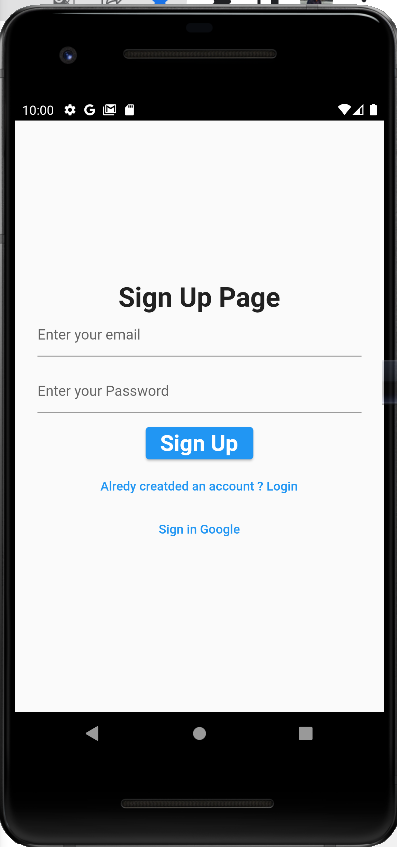 10:00
Sign Up Page
Enter your email
Enter your Password
Sign Up
Alredy creatded an account ? Login
Sign in Google